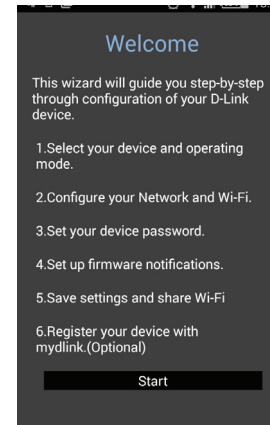 Welcome
This wizard will guide you step-by-step
through configuration of your D-Link
device.
1.Select your device and operating
mode.
2.Configure your Network and Wi-Fi.
3.Set your device password.
4.Set up firmware notifications.
5.Save settings and share Wi-Fi
6.Register your device with
mydlink.(Optional)
Start